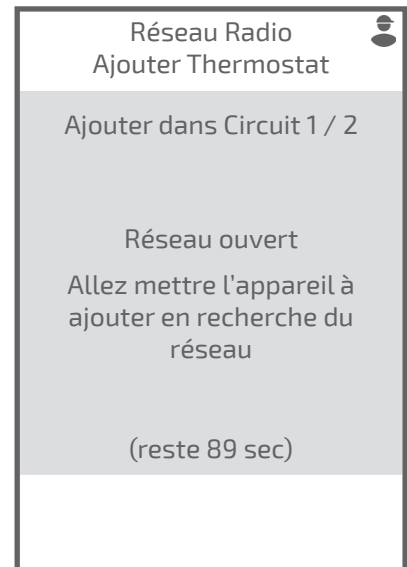 Réseau Radio
Ajouter Thermostat
Ajouter dans Circuit 1 / 2
Réseau ouvert
Allez mettre l’appareil à
ajouter en recherche du
réseau
(reste 89 sec)